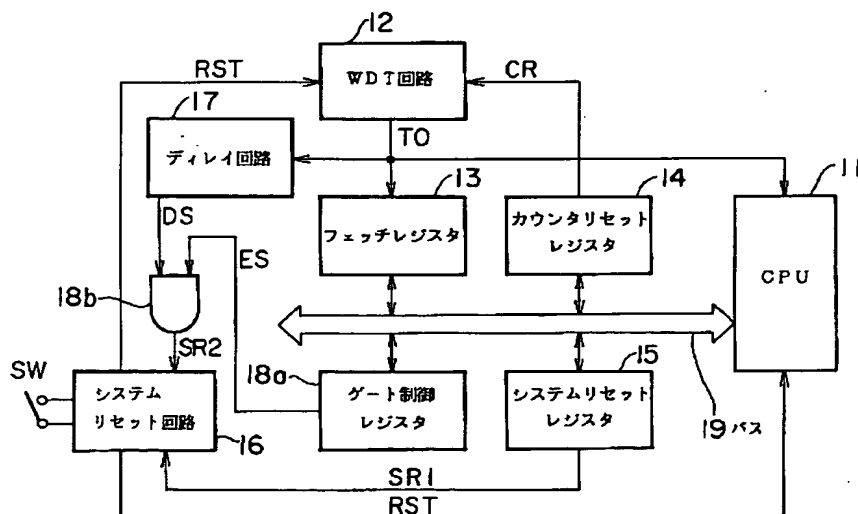 12
RST
WDT回路
CR
17
ディレイ回路
TO
13
14
11
フェッチレジスタ
カウンタリセット
レジスタ
CPU
DS
ES
18b
SR2
15
SW
システム
リセット回路
16
18a
ゲート制御
レジスタ
システムリセット
レジスタ
19 バス
SR1
RST